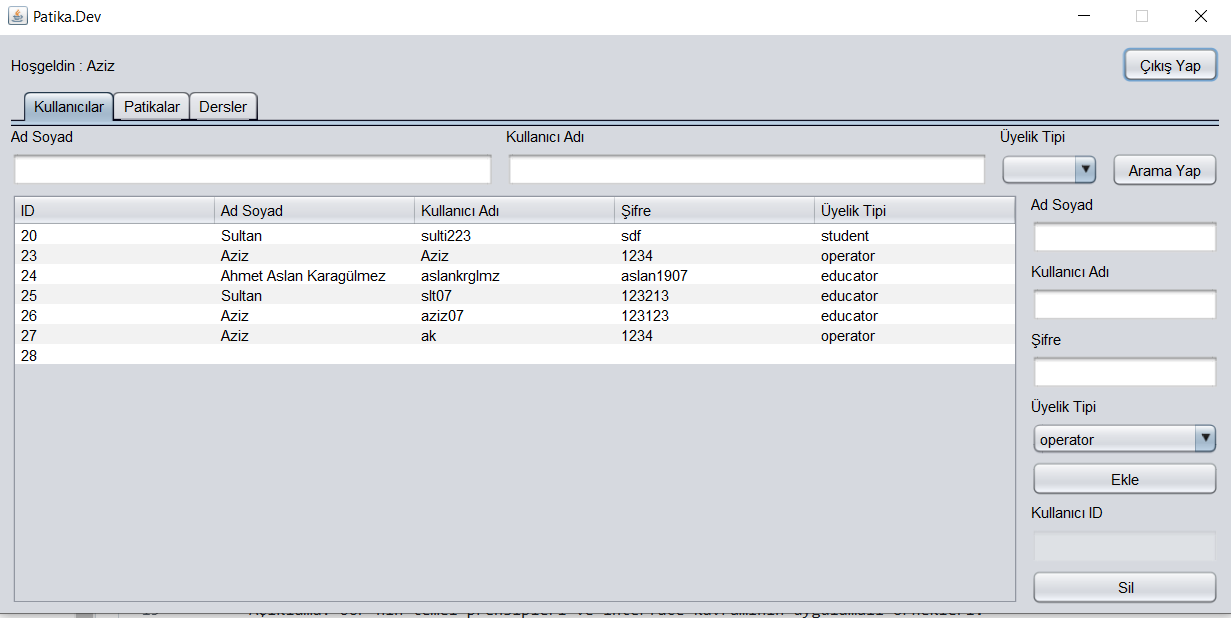 Patika.Dev
Hoşgeldin : Aziz
Çıkış Yap
Kullanıcılar Patikalar Dersler
Ad Soyad Kullanıcı Adı Üyelik Tipi
Arama Yap
ID Ad Soyad Kullanıcı Adı Şifre Üyelik Tipi
20 Sultan sulti223 sdf student
23 Aziz Aziz 1234 operator
24 Ahmet Aslan Karagülmez aslankrglmz aslan1907 educator
25 Sultan slt07 123213 educator
26 Aziz aziz07 123123 educator
27 Aziz ak 1234 operator
28
Ad Soyad
Kullanıcı Adı
Şifre
Üyelik Tipi
operator
Ekle
Kullanıcı ID
Sil